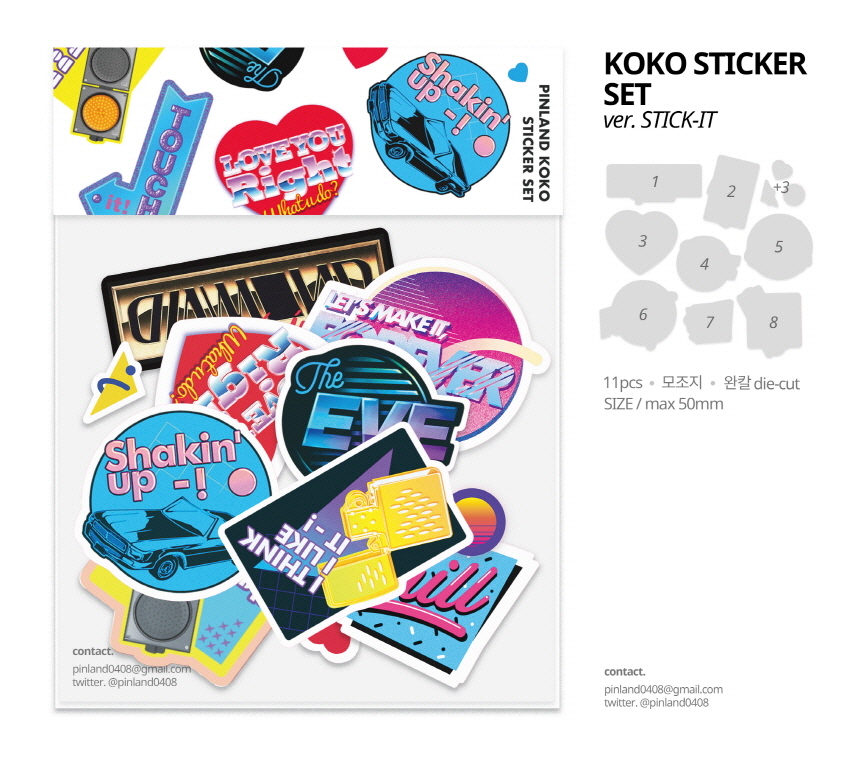 KOKO STICKER
SET
ver. STICK-IT
1
2
+3
3
4
5
6
7
8
11pcs • 모조지 • 완칼 die-cut
SIZE / max 50mm
contact.
pinland0408@gmail.com
twitter. @pinland0408
The
TOUCH
it!
LOVE YOU
Right
Whatudo?
Shakin'
up -!
PINLAND KOKO
STICKER SET
LET'S MAKE IT,
FOREVER
Whatudo?
The
EVE
Shakin'
up -!
I THINK
I LIKE
IT -!
contact.
pinland0408@gmail.com
twitter. @pinland0408